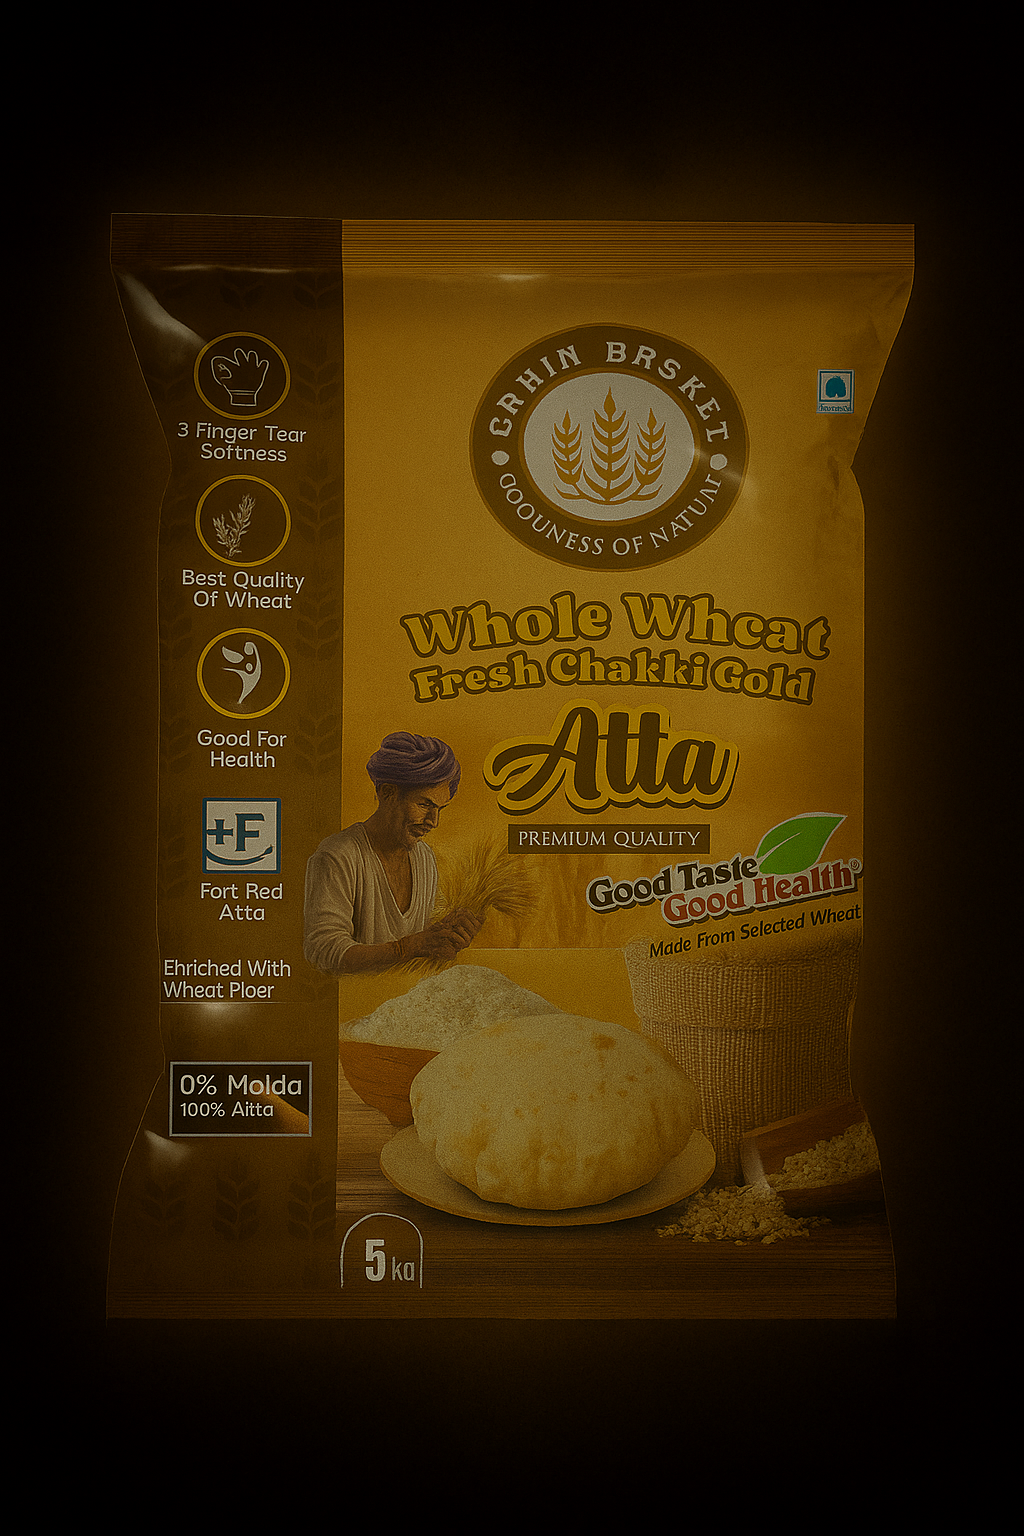 GRHIN BRSKET
GOOUNESS OF NATUAI
3 Finger Tear
Softness
Best Quality
Of Wheat
Good For
Health
+F
Fort Red
Atta
Ehriched With
Wheat Ploer
0% Molda
100% Aitta
Whole Whcat
Fresh Chakki Gold
Atta
PREMIUM QUALITY
Good Taste
Good Health®
Made From Selected Wheat
5 ka